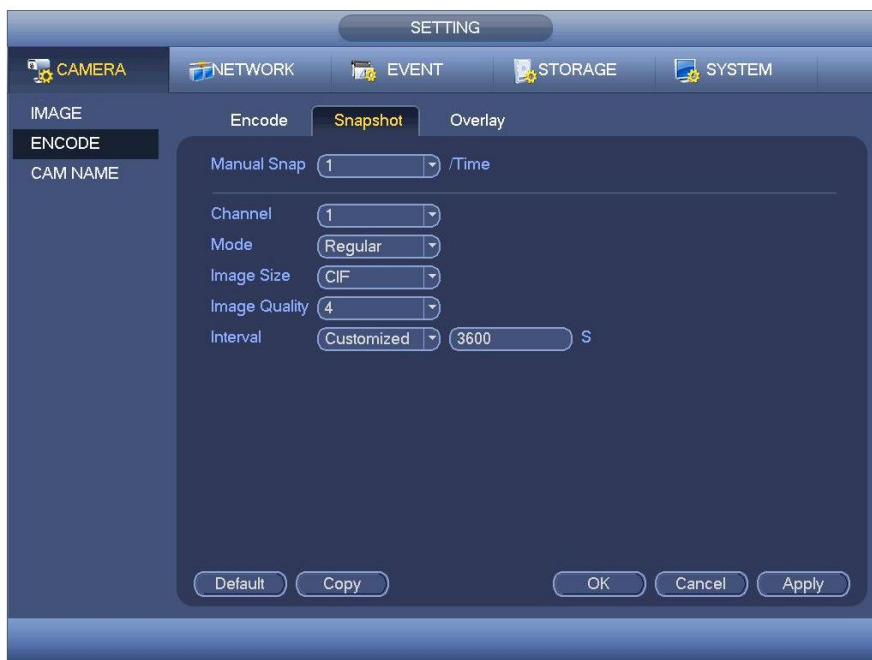 SETTING
CAMERA NETWORK EVENT STORAGE SYSTEM
IMAGE
ENCODE
CAM NAME
Encode Snapshot Overlay
Manual Snap 1 /Time
Channel 1
Mode Regular
Image Size CIF
Image Quality 4
Interval Customized 3600 S
Default Copy OK Cancel Apply